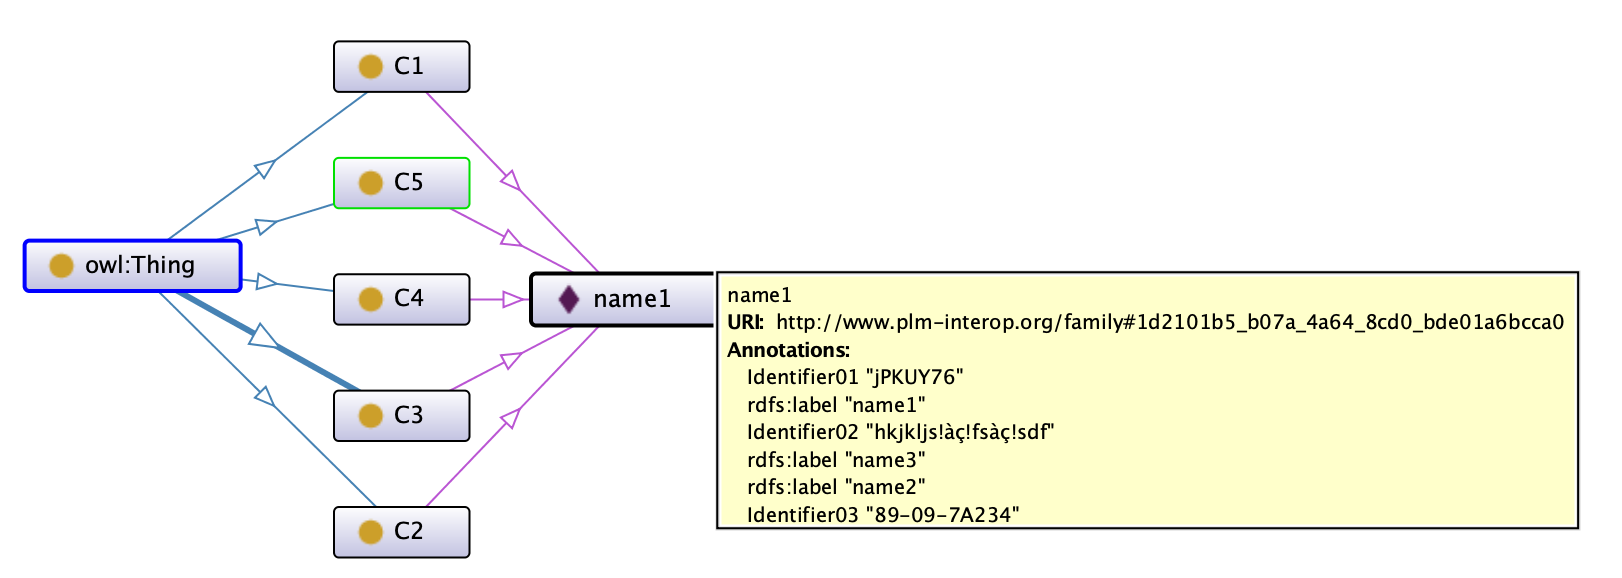 C1
C5
owl:Thing
C4
name1
C3
C2
name1
URI: http://www.plm-interop.org/family#1d2101b5_b07a_4a64_8cd0_bde01a6bcca0
Annotations:
Identifier01 "jPKUY76"
rdfs:label "name1"
Identifier02 "hkjkljs!àç!fsàç!sdf"
rdfs:label "name3"
rdfs:label "name2"
Identifier03 "89-09-7A234"